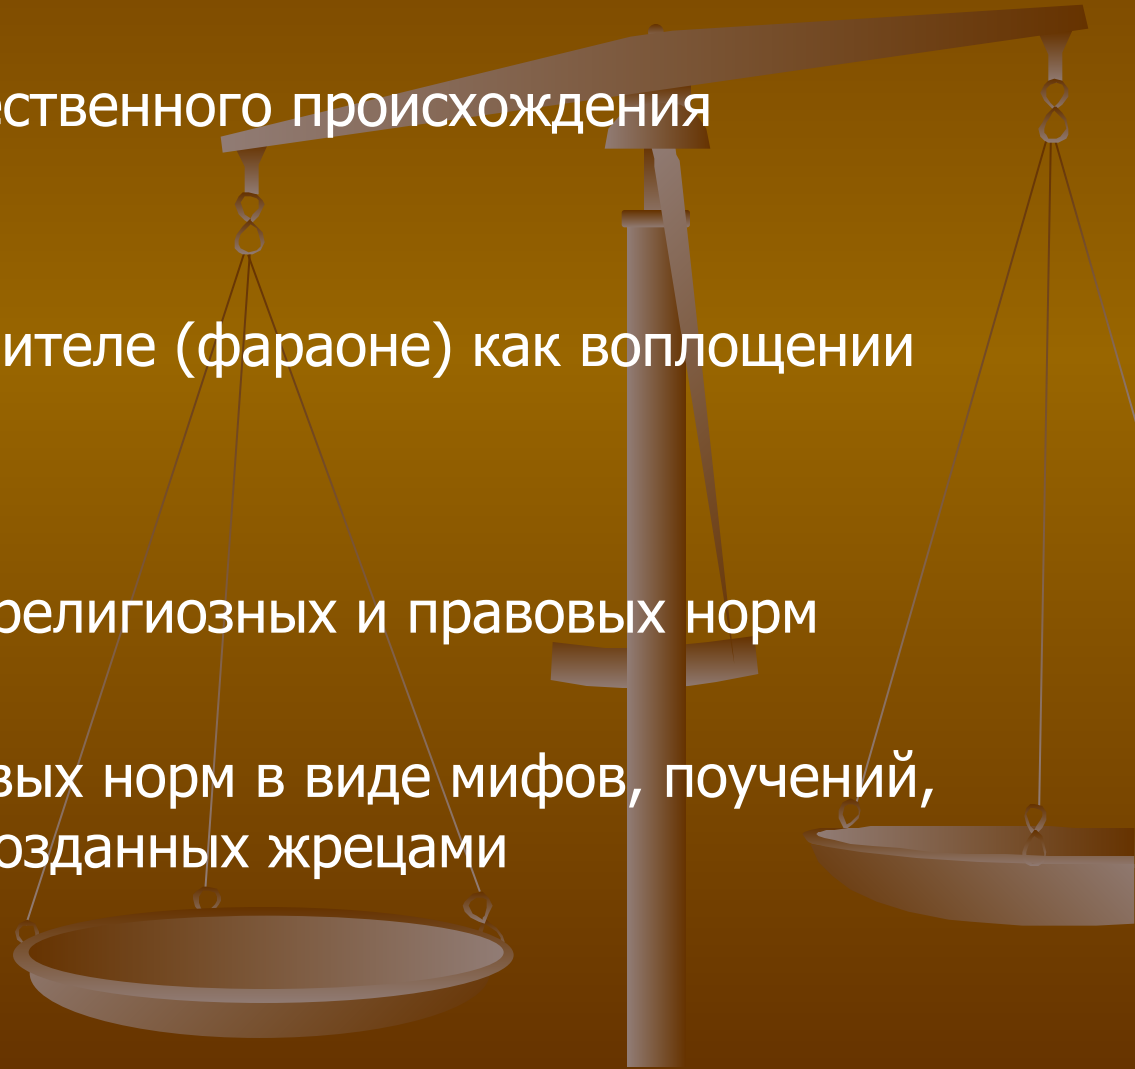 ественного происхождения
ителе (фараоне) как воплощении
религиозных и правовых норм
вых норм в виде мифов, поучений,
озданных жрецами